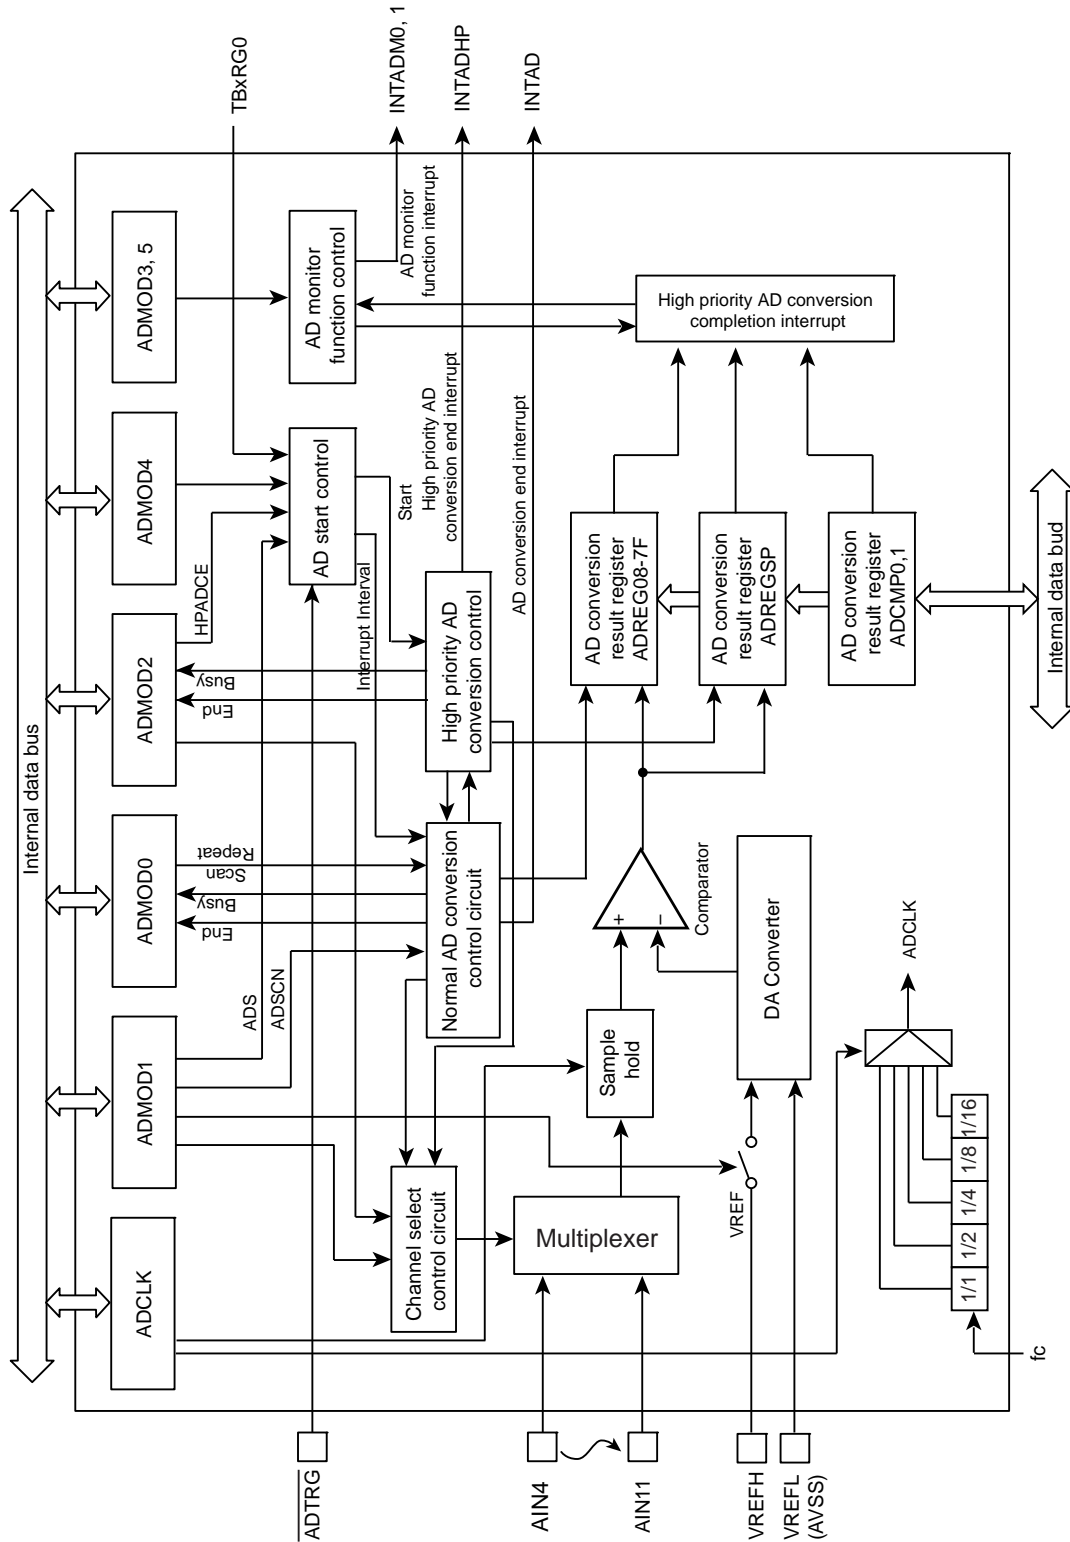 Internal data bus
ADCLK
ADMOD1
ADMOD0
ADMOD2
ADMOD4
ADMOD3, 5
TBxRG0
ADS
ADSCN
End
Busy
Scan
Repeat
End
Busy
HPADCE
ADTRG
AD start control
AD monitor
function control
INTADM0, 1
AD monitor
function interrupt
Interrupt Interval
Start
High priority AD
conversion end interrupt
INTADHP
Channel select
control circuit
Normal AD conversion
control circuit
High priority AD
conversion control
AD conversion end interrupt
INTAD
AIN4
AIN11
Multiplexer
Sample
hold
+
−
Comparator
AD conversion
result register
ADREG08-7F
AD conversion
result register
ADREGSP
AD conversion
result register
ADCMP0,1
High priority AD conversion
completion interrupt
VREFH
VREFL
(AVSS)
VREF
DA Converter
ADCLK
fc
1/1
1/2
1/4
1/8
1/16
Internal data bud